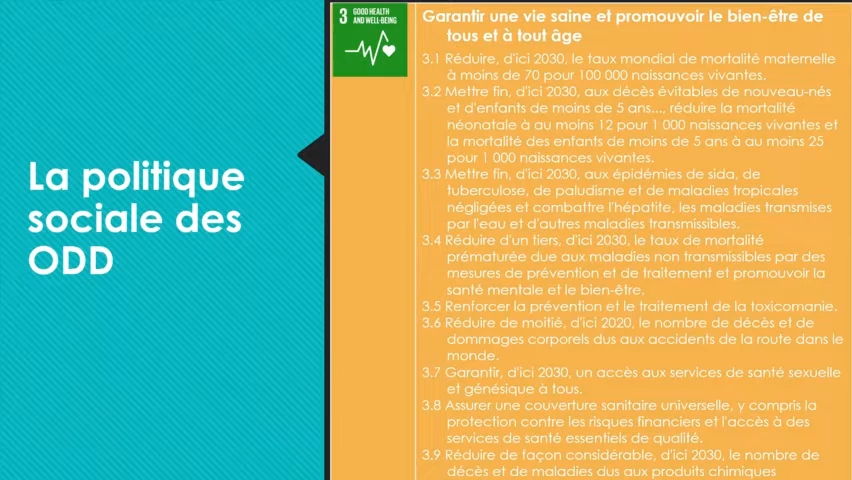 La politique
sociale des
ODD
3 GOOD HEALTH
AND WELL-BEING
Garantir une vie saine et promouvoir le bien-être de
tous et à tout âge
3.1 Réduire, d'ici 2030, le taux mondial de mortalité maternelle
à moins de 70 pour 100 000 naissances vivantes.
3.2 Mettre fin, d'ici 2030, aux décès évitables de nouveau-nés
et d'enfants de moins de 5 ans..., réduire la mortalité
néonatale à au moins 12 pour 1 000 naissances vivantes et
la mortalité des enfants de moins de 5 ans à au moins 25
pour 1 000 naissances vivantes.
3.3 Mettre fin, d'ici 2030, aux épidémies de sida, de
tuberculose, de paludisme et de maladies tropicales
négligées et combattre l'hépatite, les maladies transmises
par l'eau et d'autres maladies transmissibles.
3.4 Réduire d'un tiers, d'ici 2030, le taux de mortalité
prématurée due aux maladies non transmissibles par des
mesures de prévention et de traitement et promouvoir la
santé mentale et le bien-être.
3.5 Renforcer la prévention et le traitement de la toxicomanie.
3.6 Réduire de moitié, d'ici 2020, le nombre de décès et de
dommages corporels dus aux accidents de la route dans le
monde.
3.7 Garantir, d'ici 2030, un accès aux services de santé sexuelle
et génésique à tous.
3.8 Assurer une couverture sanitaire universelle, y compris la
protection contre les risques financiers et l'accès à des
services de santé essentiels de qualité.
3.9 Réduire de façon considérable, d'ici 2030, le nombre de
décès et de maladies dus aux produits chimiques